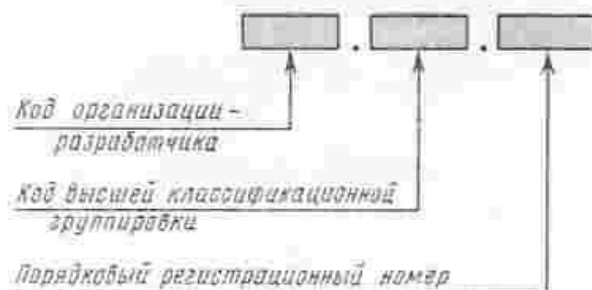 Код организации-
разработчика
Код высшей классификационной
группировки
Порядковый регистрационный номер